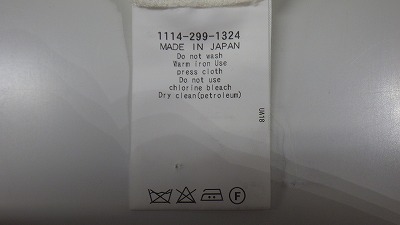 1114-299-1324
MADE IN JAPAN
Do not wash
Warm iron Use
press cloth
Do not use
chlorine bleach
Dry clean(petroleum)
UA18
F